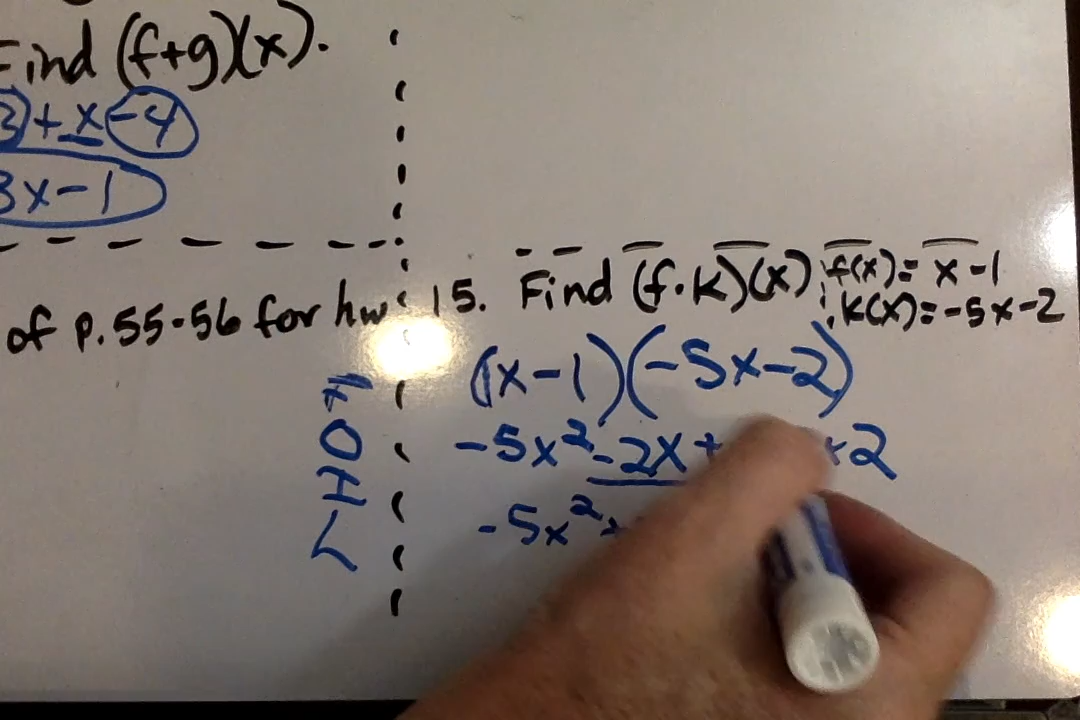 Find (f+g)(x).
3)+x-4
3x-1
of p.55-56 for hw
15. Find (f·k)(x); f(x)= x-1
k(x)=-5x-2
(x-1)(-5x-2)
F
O
I
L
-5x²-2x+ +2
-5x²+